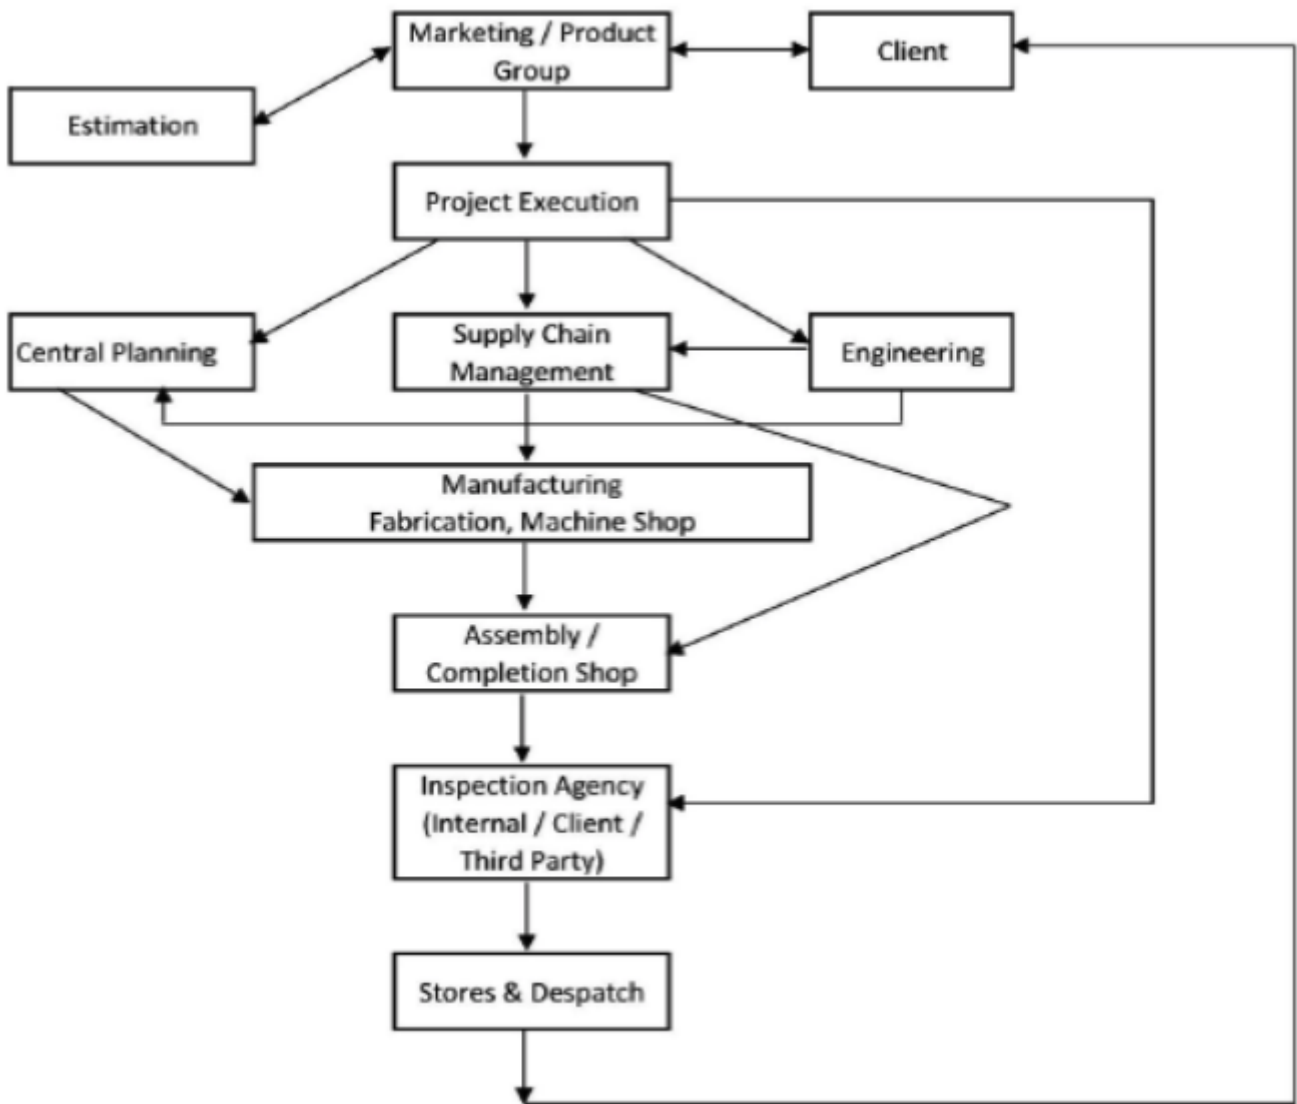 Marketing / Product
Group
Client
Estimation
Project Execution
Central Planning
Supply Chain
Management
Engineering
Manufacturing
Fabrication, Machine Shop
Assembly /
Completion Shop
Inspection Agency
(Internal / Client /
Third Party)
Stores & Despatch